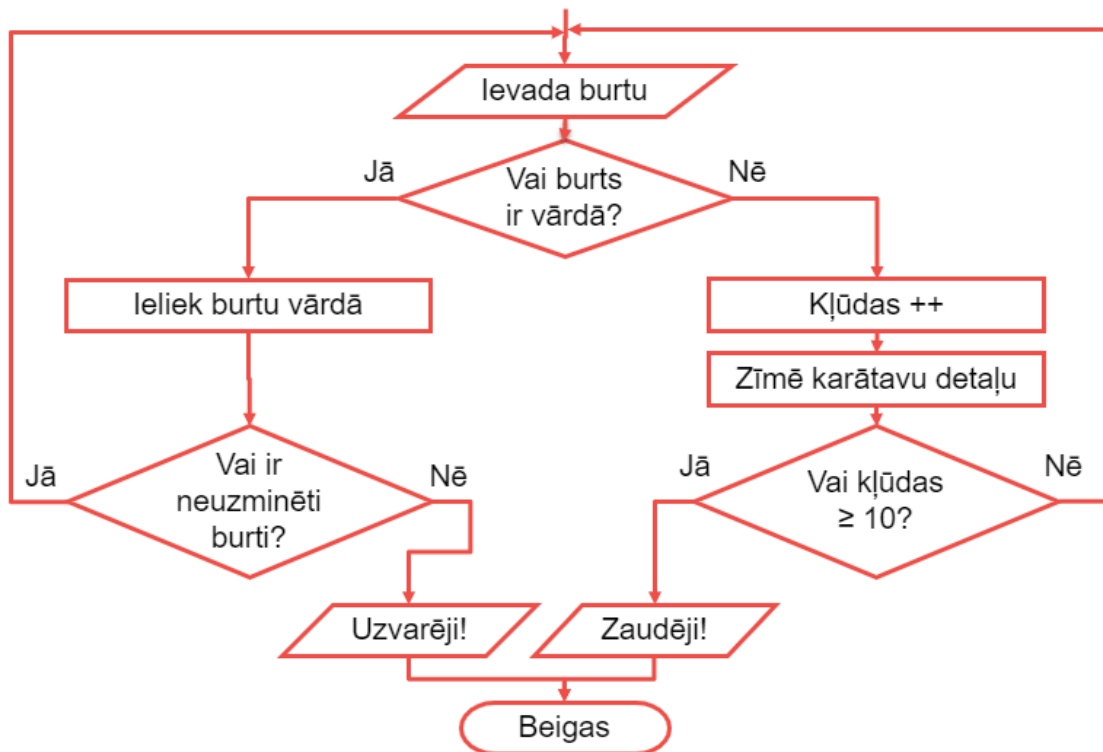 Ievada burtu
Jā
Vai burts
ir vārdā?
Nē
Ieliek burtu vārdā
Kļūdas ++
Zīmē karātavu detaļu
Jā
Vai ir
neuzminēti
burti?
Nē
Jā
Vai kļūdas
≥ 10?
Nē
Uzvarēji!
Zaudēji!
Beigas